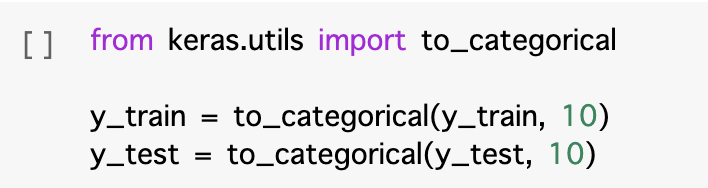 [ ] from keras.utils import to_categorical
y_train = to_categorical(y_train, 10)
y_test = to_categorical(y_test, 10)